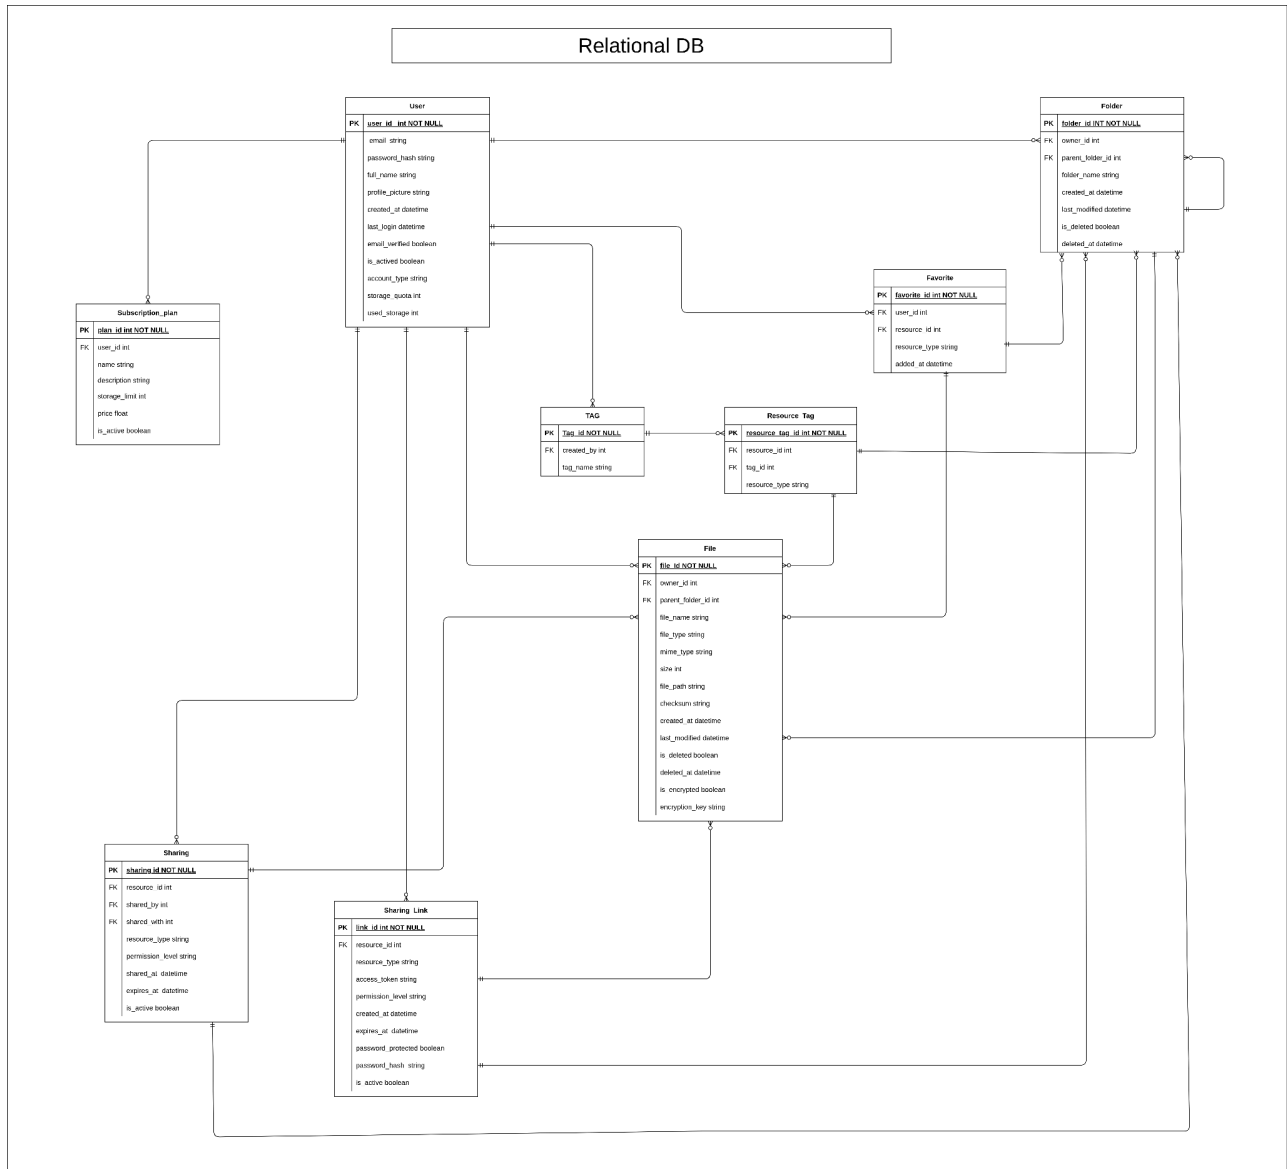 Relational DB
User
PK user_id int NOT NULL
email string
password_hash string
full_name string
profile_picture string
created_at datetime
last_login datetime
email_verified boolean
is_actived boolean
account_type string
storage_quota int
used_storage int
Folder
PK folder_id INT NOT NULL
FK owner_id int
FK parent_folder_id int
folder_name string
created_at datetime
last_modified datetime
is_deleted boolean
deleted_at datetime
Favorite
PK favorite_id int NOT NULL
FK user_id int
FK resource_id int
resource_type string
added_at datetime
Subscription_plan
PK plan_id int NOT NULL
FK user_id int
name string
description string
storage_limit int
price float
is_active boolean
TAG
PK Tag_id NOT NULL
FK created_by int
tag_name string
Resource_Tag
PK resource_tag_id int NOT NULL
FK resource_id int
FK tag_id int
resource_type string
File
PK file_id NOT NULL
FK owner_id int
FK parent_folder_id int
file_name string
file_type string
mime_type string
size int
file_path string
checksum string
created_at datetime
last_modified datetime
is_deleted boolean
deleted_at datetime
is_encrypted boolean
encryption_key string
Sharing
PK sharing id NOT NULL
FK resource_id int
FK shared_by int
FK shared_with int
resource_type string
permission_level string
shared_at datetime
expires_at datetime
is_active boolean
Sharing_Link
PK link_id int NOT NULL
FK resource_id int
resource_type string
access_token string
permission_level string
created_at datetime
expires_at datetime
password_protected boolean
password_hash string
is_active boolean